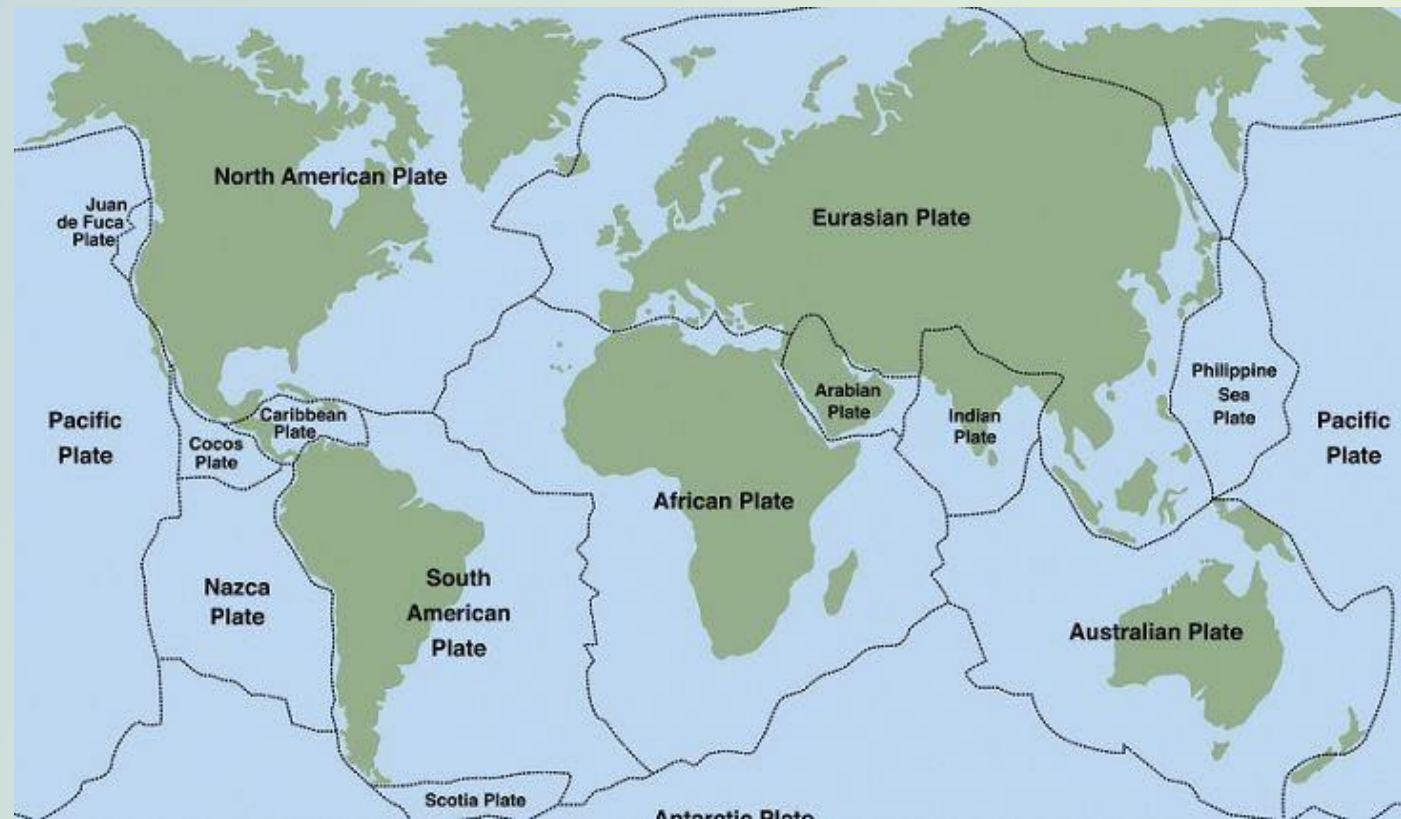 North American Plate
Juan
de Fuca
Plate
Eurasian Plate
Pacific
Plate
Caribbean
Plate
Cocos
Plate
Arabian
Plate
Indian
Plate
Philippine
Sea
Plate
Pacific
Plate
African Plate
Nazca
Plate
South
American
Plate
Australian Plate
Scotia Plate
Antarctic Plate